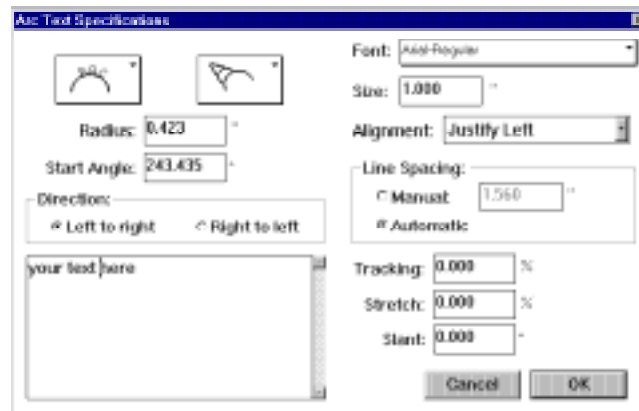 Arc Text Specifications
Font: Arial-Regular
Size: 1.000 "
Radius: 0.423 "
Alignment: Justify Left
Start Angle: 243.435 °
Line Spacing:
Manual: 1.560 "
Automatic
Direction:
Left to right Right to left
your text here
Tracking: 0.000 %
Stretch: 0.000 %
Slant: 0.000 °
Cancel OK